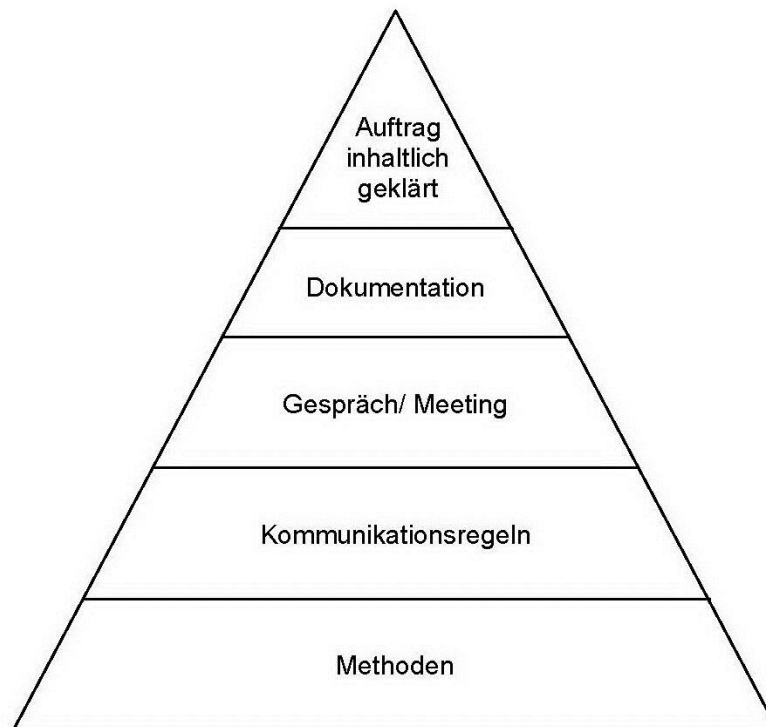 Auftrag
inhaltlich
geklärt
Dokumentation
Gespräch/ Meeting
Kommunikationsregeln
Methoden